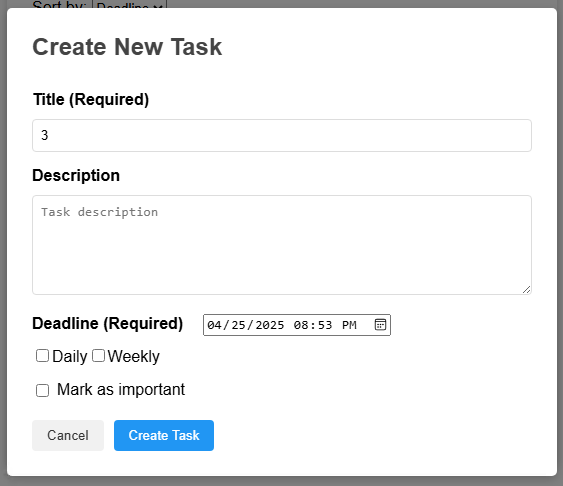 Sort by: Deadline
Create New Task
Title (Required)
3
Description
Task description
Deadline (Required) 04/25/2025 08:53 PM
Daily Weekly
Mark as important
Cancel Create Task